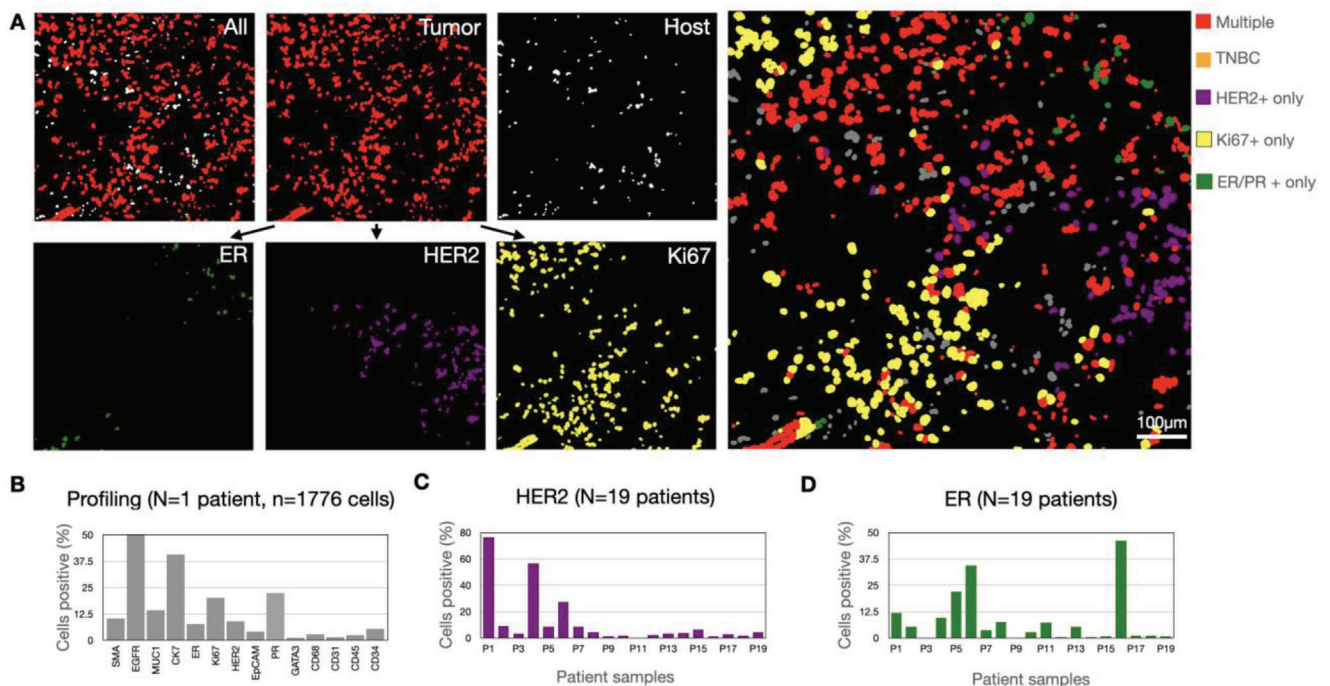 A
All
Tumor
Host
ER
HER2
Ki67
Multiple
TNBC
HER2+ only
Ki67+ only
ER/PR + only
100µm
B
Profiling (N=1 patient, n=1776 cells)
Cells positive (%)
50
37.5
25
12.5
0
SMA
EGFR
MUC1
CK7
ER
Ki67
HER2
EpCAM
PR
GATA3
CD68
CD31
CD45
CD34
C
HER2 (N=19 patients)
Cells positive (%)
80
60
40
20
0
P1 P3 P5 P7 P9 P11 P13 P15 P17 P19
Patient samples
D
ER (N=19 patients)
Cells positive (%)
50
37.5
25
12.5
0
P1 P3 P5 P7 P9 P11 P13 P15 P17 P19
Patient samples